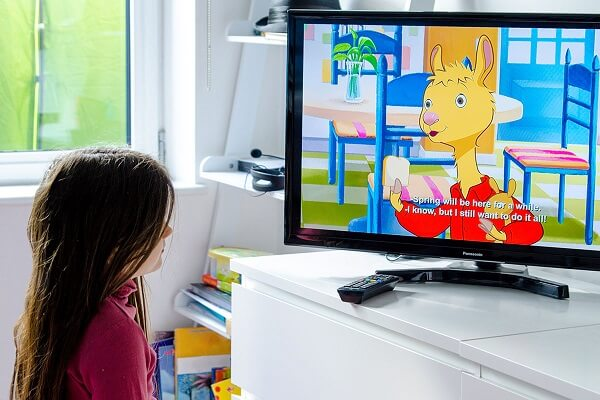 -Spring will be here for a while.
-I know, but I still want to do it all!
Panasonic